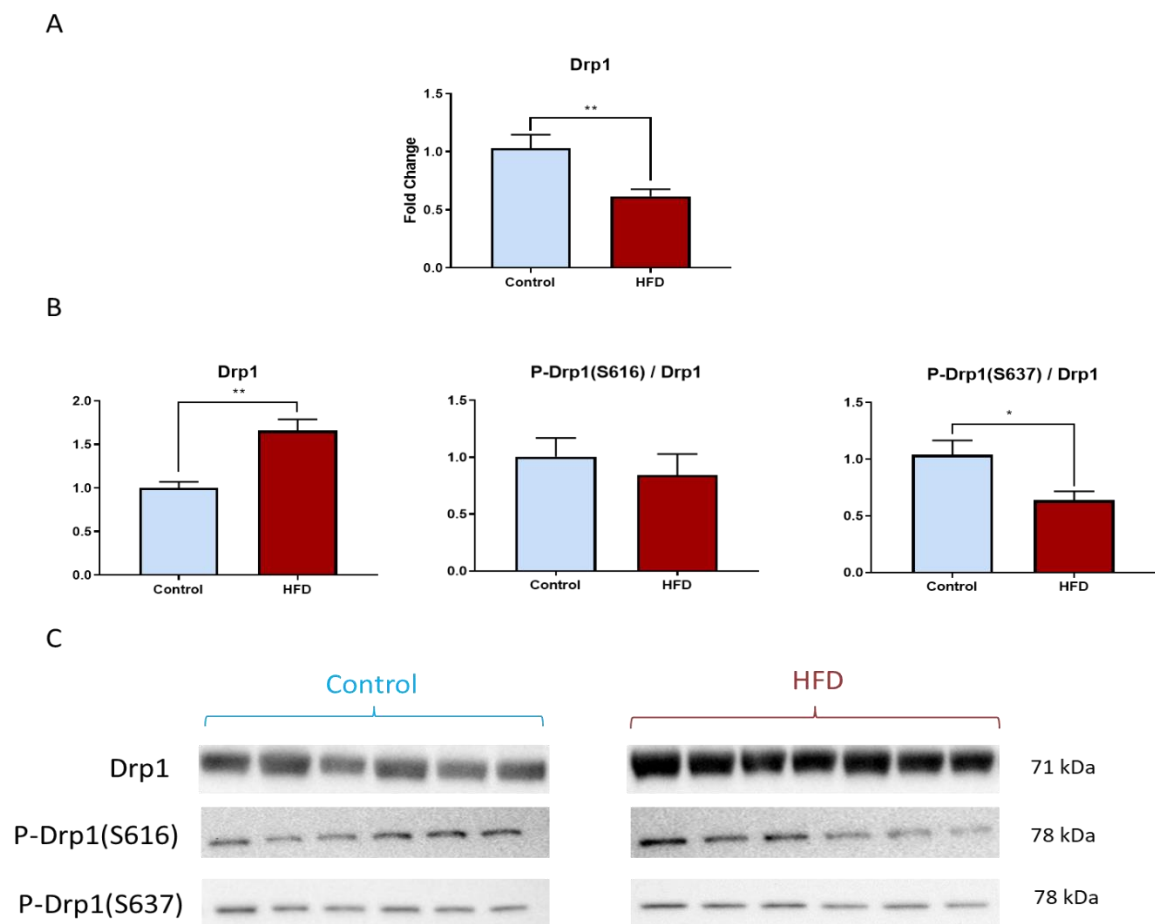 A
Drp1
**
Fold Change
1.5
1.0
0.5
0.0
Control HFD
B
Drp1
**
2.0
1.5
1.0
0.5
0.0
Control HFD
P-Drp1(S616) / Drp1
1.5
1.0
0.5
0.0
Control HFD
P-Drp1(S637) / Drp1
*
1.5
1.0
0.5
0.0
Control HFD
C
Control HFD
Drp1 71 kDa
P-Drp1(S616) 78 kDa
P-Drp1(S637) 78 kDa